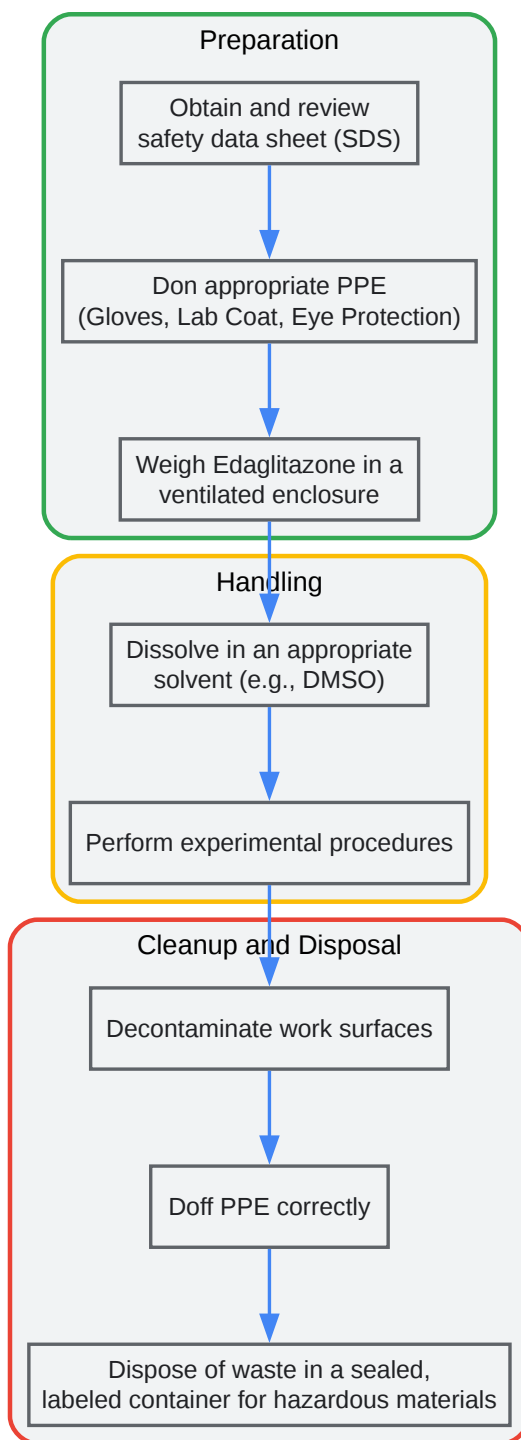 Preparation
Obtain and review
safety data sheet (SDS)
Don appropriate PPE
(Gloves, Lab Coat, Eye Protection)
Weigh Edaglitazone in a
ventilated enclosure
Handling
Dissolve in an appropriate
solvent (e.g., DMSO)
Perform experimental procedures
Cleanup and Disposal
Decontaminate work surfaces
Doff PPE correctly
Dispose of waste in a sealed,
labeled container for hazardous materials